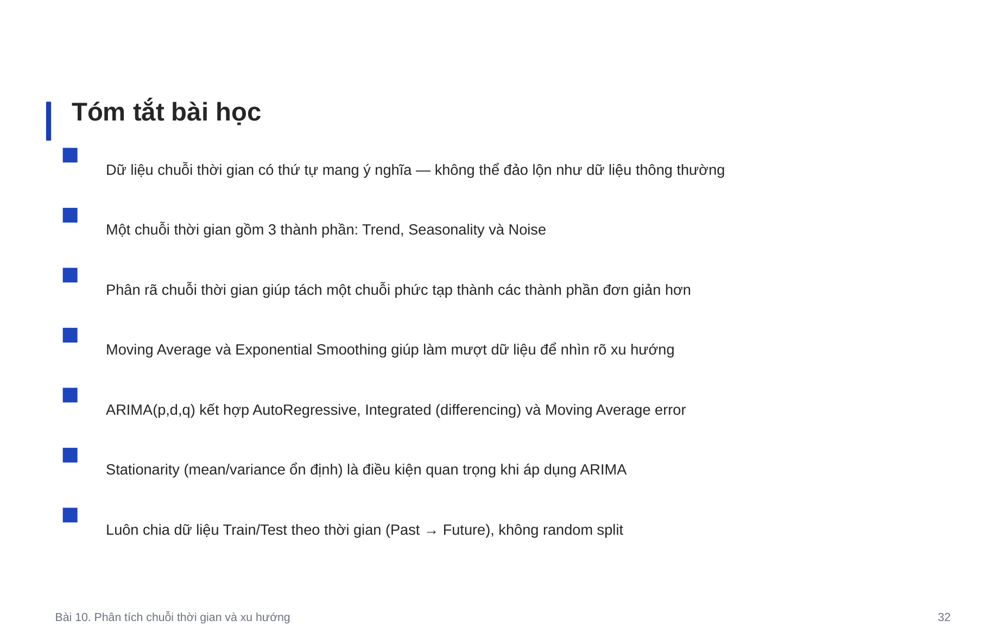 Tóm tắt bài học
Dữ liệu chuỗi thời gian có thứ tự mang ý nghĩa — không thể đảo lộn như dữ liệu thông thường
Một chuỗi thời gian gồm 3 thành phần: Trend, Seasonality và Noise
Phân rã chuỗi thời gian giúp tách một chuỗi phức tạp thành các thành phần đơn giản hơn
Moving Average và Exponential Smoothing giúp làm mượt dữ liệu để nhìn rõ xu hướng
ARIMA(p,d,q) kết hợp AutoRegressive, Integrated (differencing) và Moving Average error
Stationarity (mean/variance ổn định) là điều kiện quan trọng khi áp dụng ARIMA
Luôn chia dữ liệu Train/Test theo thời gian (Past → Future), không random split
Bài 10. Phân tích chuỗi thời gian và xu hướng
32